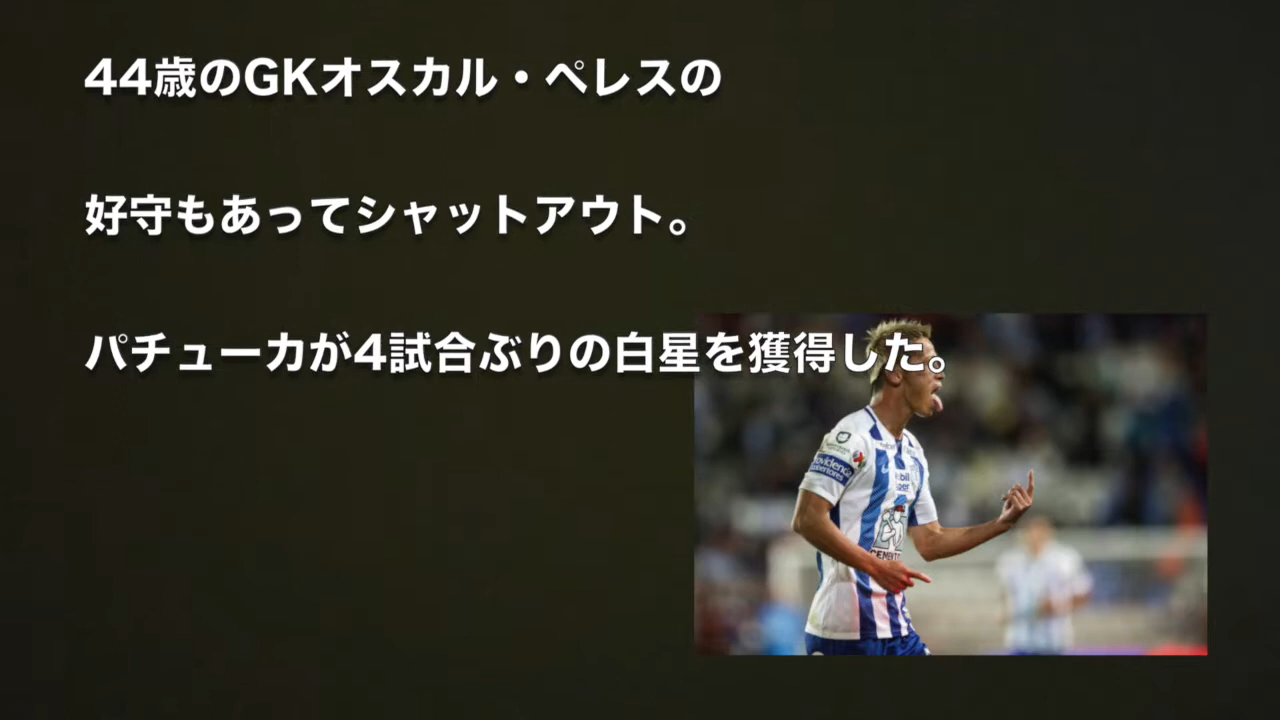 44歳のGKオスカル・ペレスの
好守もあってシャットアウト。
パチューカが4試合ぶりの白星を獲得した。